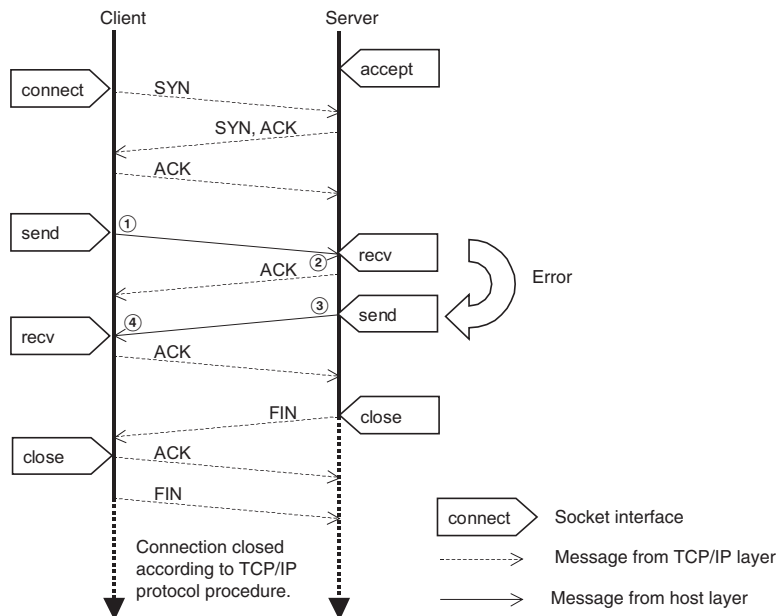 Client Server
accept
connect SYN
SYN, ACK
ACK
send ①
② recv
ACK Error
③ send
recv ④
ACK
FIN close
close ACK
FIN
connect Socket interface
Connection closed
according to TCP/IP
protocol procedure.
Message from TCP/IP layer
Message from host layer